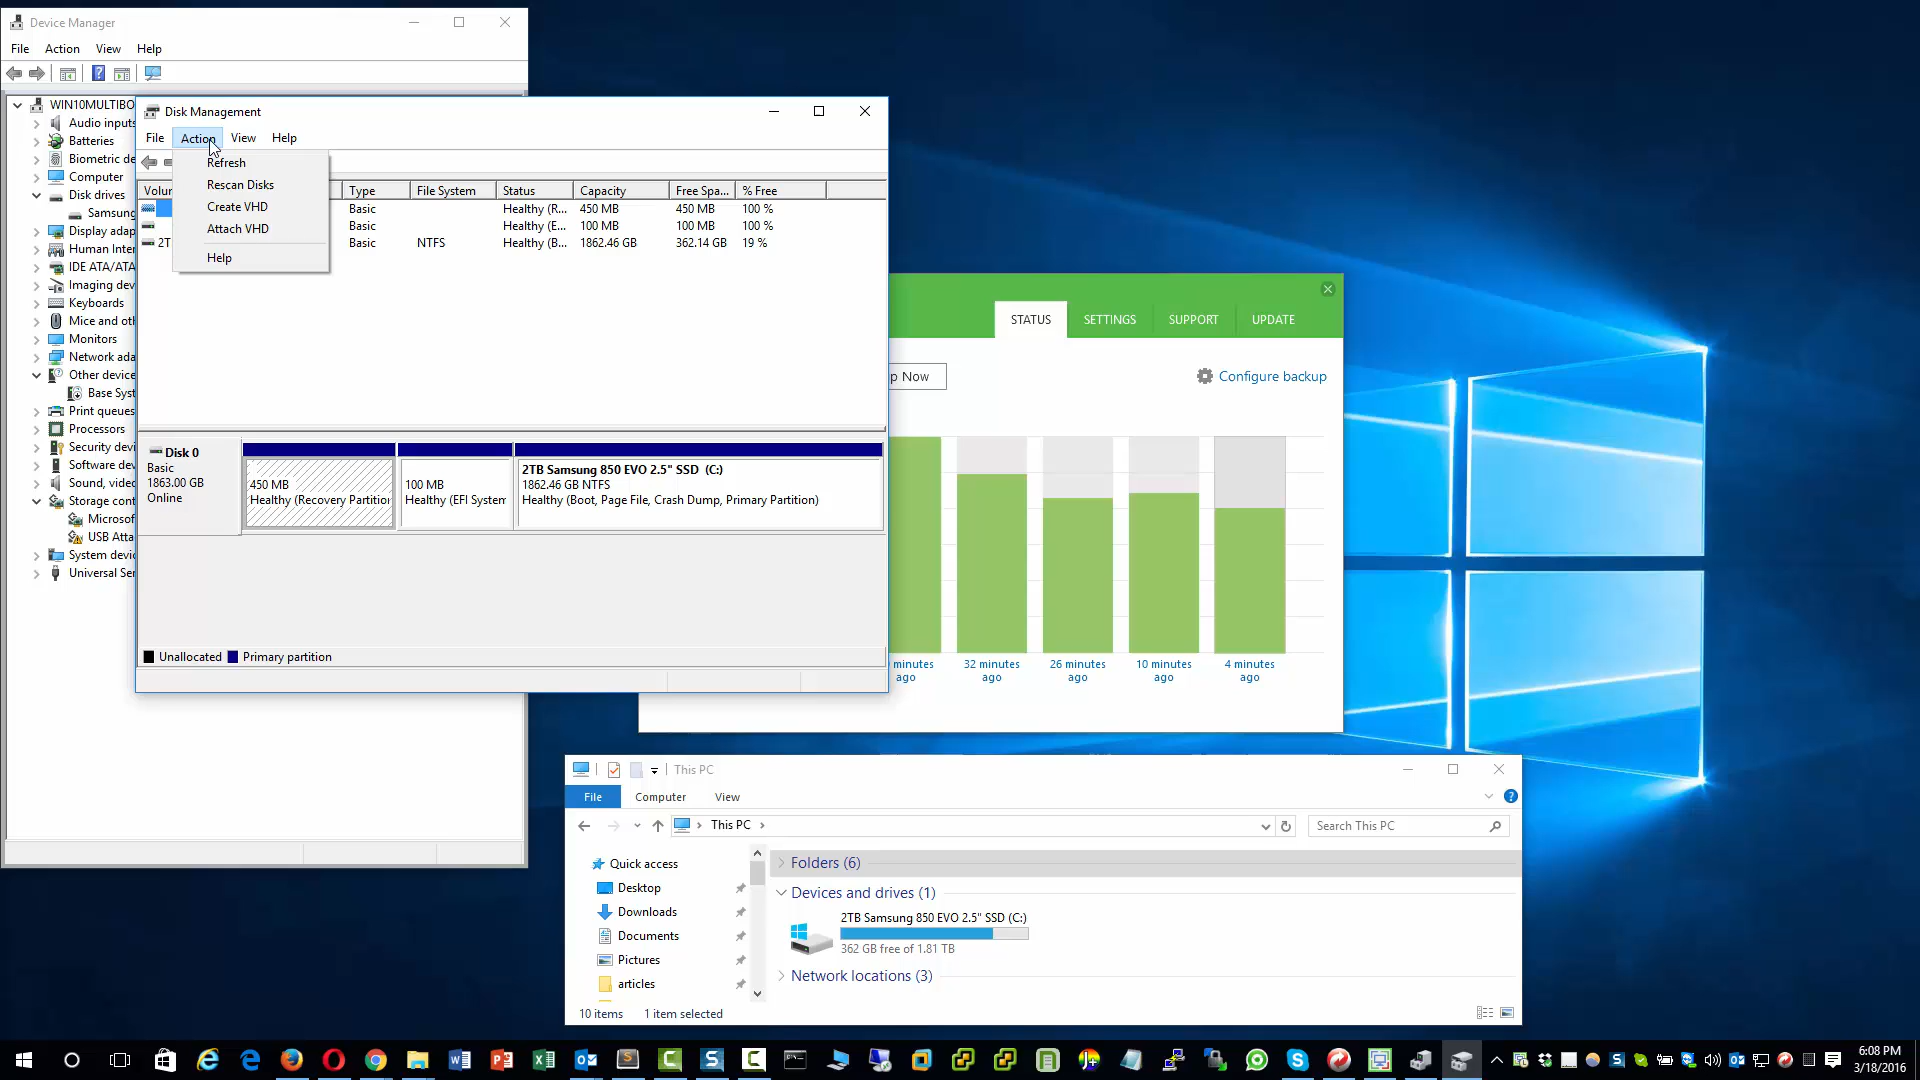 Device Manager
File Action View Help
WIN10MULTIBO
Audio inputs
Batteries
Biometric de
Computer
Disk drives
Samsung
Display adap
Human Inter
IDE ATA/ATA
Imaging dev
Keyboards
Mice and oth
Monitors
Network ada
Other device
Base Syst
Print queues
Processors
Security devi
Software dev
Sound, video
Storage cont
Microsof
USB Atta
System devic
Universal Ser
Disk Management
File Action View Help
Refresh
Rescan Disks
Create VHD
Attach VHD
Help
Volum Type File System Status Capacity Free Spa... % Free
Basic Healthy (R... 450 MB 450 MB 100 %
Basic Healthy (E... 100 MB 100 MB 100 %
2T Basic NTFS Healthy (B... 1862.46 GB 362.14 GB 19 %
Disk 0
Basic
1863.00 GB
Online
450 MB
Healthy (Recovery Partition
100 MB
Healthy (EFI System
2TB Samsung 850 EVO 2.5" SSD (C:)
1862.46 GB NTFS
Healthy (Boot, Page File, Crash Dump, Primary Partition)
Unallocated Primary partition
STATUS SETTINGS SUPPORT UPDATE
p Now
Configure backup
minutes ago
32 minutes ago
26 minutes ago
10 minutes ago
4 minutes ago
This PC
File Computer View
This PC
Search This PC
Quick access
Desktop
Downloads
Documents
Pictures
articles
Folders (6)
Devices and drives (1)
2TB Samsung 850 EVO 2.5" SSD (C:)
362 GB free of 1.81 TB
Network locations (3)
10 items 1 item selected
6:08 PM
3/18/2016